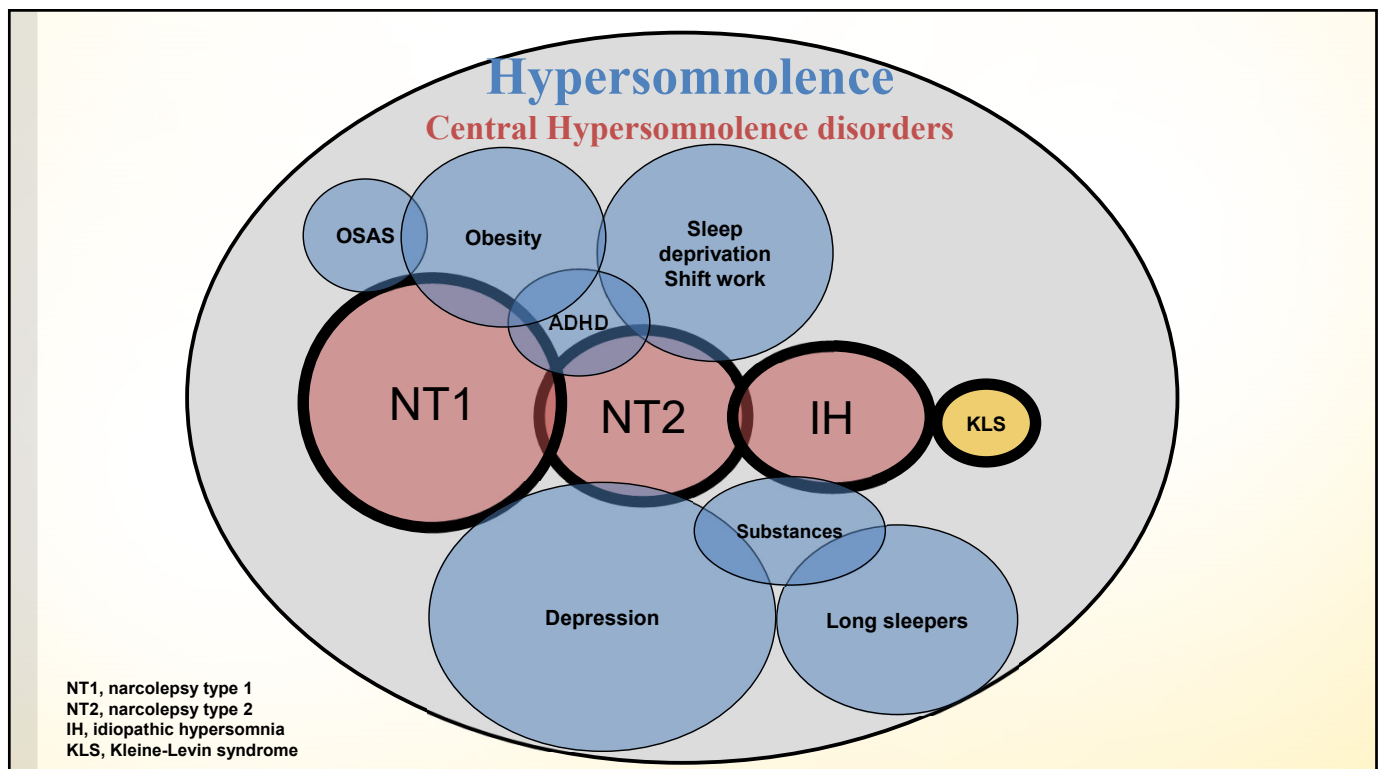 Hypersomnolence
Central Hypersomnolence disorders
OSAS
Obesity
Sleep
deprivation
Shift work
ADHD
NT1
NT2
IH
KLS
Substances
Depression
Long sleepers
NT1, narcolepsy type 1
NT2, narcolepsy type 2
IH, idiopathic hypersomnia
KLS, Kleine-Levin syndrome